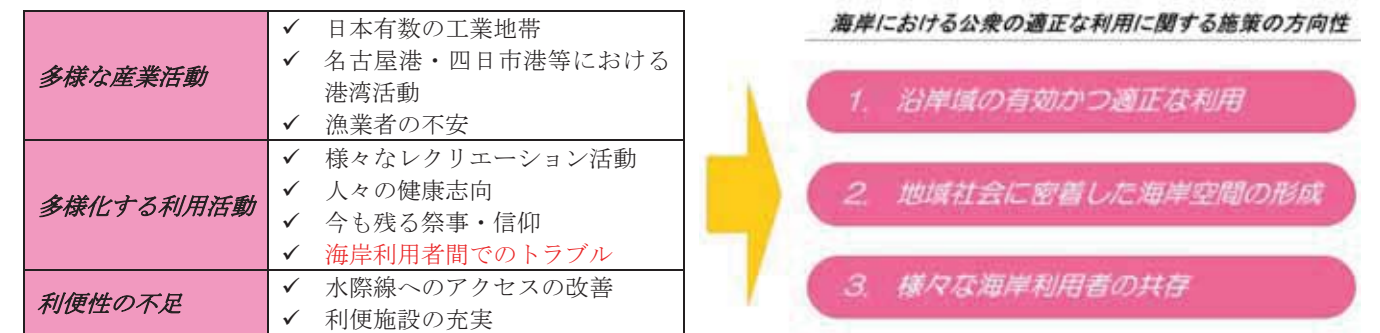 多様な産業活動
✓ 日本有数の工業地帯
✓ 名古屋港・四日市港等における
港湾活動
✓ 漁業者の不安
多様化する利用活動
✓ 様々なレクリエーション活動
✓ 人々の健康志向
✓ 今も残る祭事・信仰
✓ 海岸利用者間でのトラブル
利便性の不足
✓ 水際線へのアクセスの改善
✓ 利便施設の充実
海岸における公衆の適正な利用に関する施策の方向性
1. 沿岸域の有効かつ適正な利用
2. 地域社会に密着した海岸空間の形成
3. 様々な海岸利用者の共存